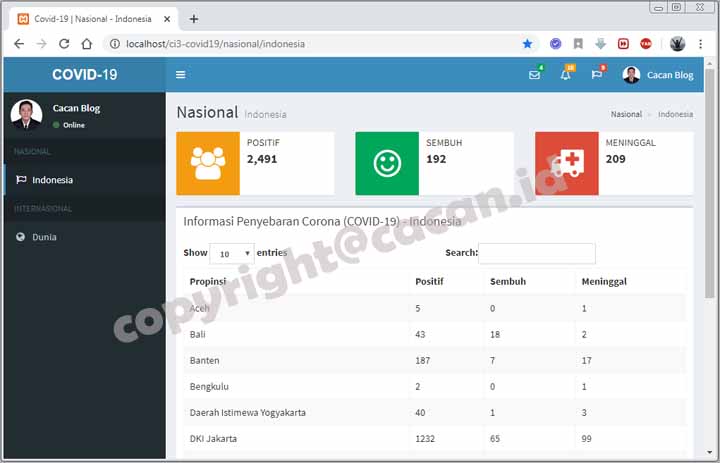 Covid-19 | Nasional - Indonesia
localhost/ci3-covid19/nasional/indonesia
COVID-19
4
10
9
Cacan Blog
Cacan Blog
Online
NASIONAL
Indonesia
INTERNASIONAL
Dunia
Nasional Indonesia
Nasional > Indonesia
POSITIF
2,491
SEMBUH
192
MENINGGAL
209
Informasi Penyebaran Corona (COVID-19) - Indonesia
Show 10 entries Search:
Propinsi Positif Sembuh Meninggal
Aceh 5 0 1
Bali 43 18 2
Banten 187 7 17
Bengkulu 2 0 1
Daerah Istimewa Yogyakarta 40 1 3
DKI Jakarta 1232 65 99
copyright@cacan.id